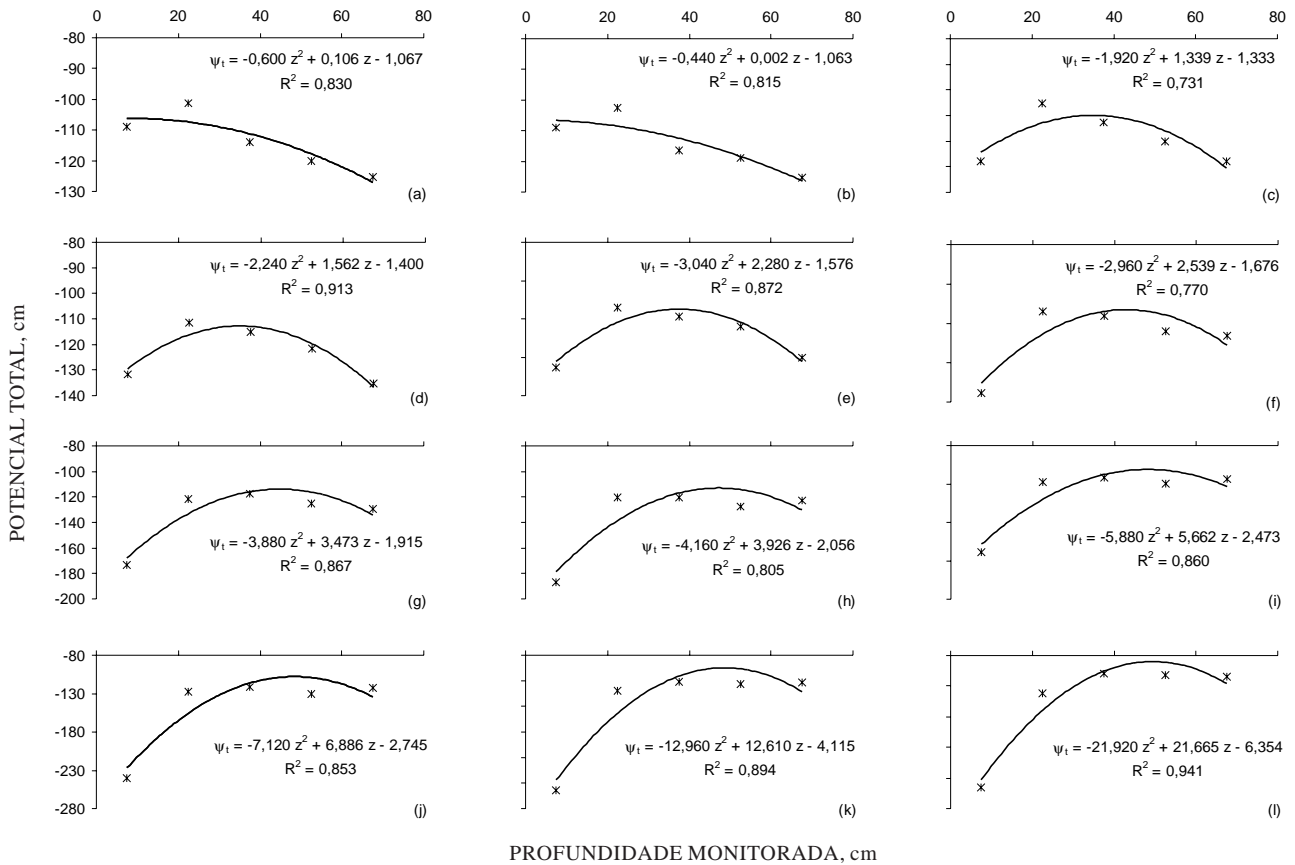 0 20 40 60 80 0 20 40 60 80 0 20 40 60 80
-80
-90
-100
-110
-120
-130
ψt = -0,600 z² + 0,106 z - 1,067
R² = 0,830
(a)
ψt = -0,440 z² + 0,002 z - 1,063
R² = 0,815
(b)
ψt = -1,920 z² + 1,339 z - 1,333
R² = 0,731
(c)
-80
-90
-100
-110
-120
-130
-140
ψt = -2,240 z² + 1,562 z - 1,400
R² = 0,913
(d)
ψt = -3,040 z² + 2,280 z - 1,576
R² = 0,872
(e)
ψt = -2,960 z² + 2,539 z - 1,676
R² = 0,770
(f)
POTENCIAL TOTAL, cm
-80
-100
-120
-140
-160
-180
-200
ψt = -3,880 z² + 3,473 z - 1,915
R² = 0,867
(g)
ψt = -4,160 z² + 3,926 z - 2,056
R² = 0,805
(h)
ψt = -5,880 z² + 5,662 z - 2,473
R² = 0,860
(i)
-80
-130
-180
-230
-280
ψt = -7,120 z² + 6,886 z - 2,745
R² = 0,853
(j)
ψt = -12,960 z² + 12,610 z - 4,115
R² = 0,894
(k)
ψt = -21,920 z² + 21,665 z - 6,354
R² = 0,941
(l)
PROFUNDIDADE MONITORADA, cm